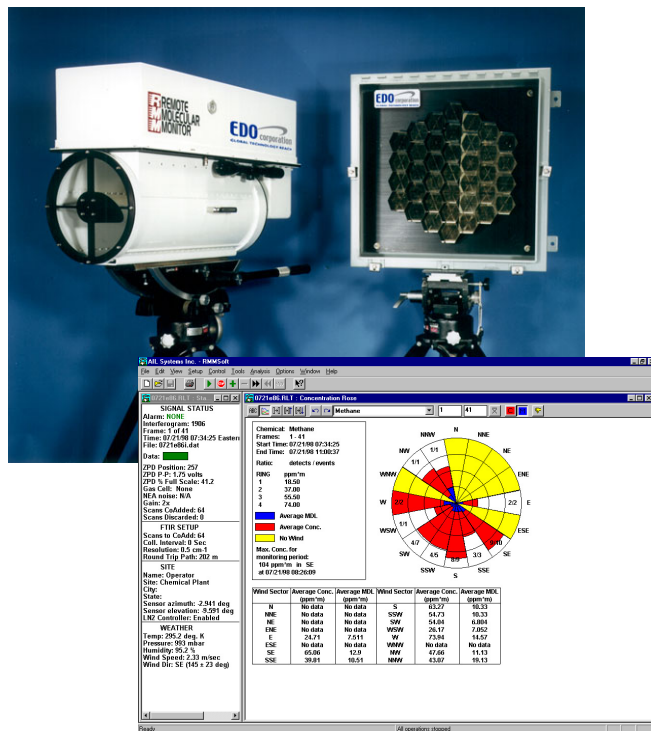 REMOTE
MOLECULAR
MONITOR
EDO corporation
GLOBAL TECHNOLOGY REACH
EDO corporation
AIL Systems Inc. - RMMSoft
File Edit View Setup Control Tools Analysis Options Window Help
0721e86.RLT : Sta
SIGNAL STATUS
Alarm: NONE
Interferogram: 1906
Frame: 1 of 41
Time: 07/21/98 07:34:25 Eastern
File: 0721e86i.dat
Data:
ZPD Position: 257
ZPD P-P: 1.75 volts
ZPD % Full Scale: 41.2
Gas Cell: None
NEA noise: N/A
Gain: 2x
Scans CoAdded: 64
Scans Discarded: 0
FTIR SETUP
Scans to CoAdd: 64
Coll. Interval: 0 Sec
Resolution: 0.5 cm-1
Round Trip Path: 202 m
SITE
Name: Operator
Site: Chemical Plant
City:
State:
Sensor azimuth: -2.941 deg
Sensor elevation: -9.591 deg
LN2 Controller: Enabled
WEATHER
Temp: 295.2 deg. K
Pressure: 993 mbar
Humidity: 95.2 %
Wind Speed: 2.33 m/sec
Wind Dir: SE (145 ± 23 deg)
0721e86.RLT : Concentration Rose
ABC Methane 1 41
Chemical: Methane
Frames: 1 - 41
Start Time: 07/21/98 07:34:25
End Time: 07/21/98 11:00:37
Ratio: detects / events
RING ppm*m
1 18.50
2 37.00
3 55.50
4 74.00
Average MDL
Average Conc.
No Wind
Max. Conc. for
monitoring period:
104 ppm*m in SE
at 07/21/98 08:26:09
N
NNW NNE
NW NE
1/1
1/1
WNW ENE
W 2/2 2/2 E
1/1
WSW ESE
4/7 9/10
SW 4/5 8/9 3/3 SE
SSW SSE
S
Wind Sector Average Conc. (ppm*m) Average MDL (ppm*m) Wind Sector Average Conc. (ppm*m) Average MDL (ppm*m)
N No data No data S 63.27 10.33
NNE No data No data SSW 54.73 10.33
NE No data No data SW 54.04 6.804
ENE No data No data WSW 26.17 7.052
E 24.71 7.511 W 73.94 14.57
ESE No data No data WNW No data No data
SE 65.06 12.9 NW 47.66 11.13
SSE 39.81 10.51 NNW 43.07 19.13
Ready All operations stopped